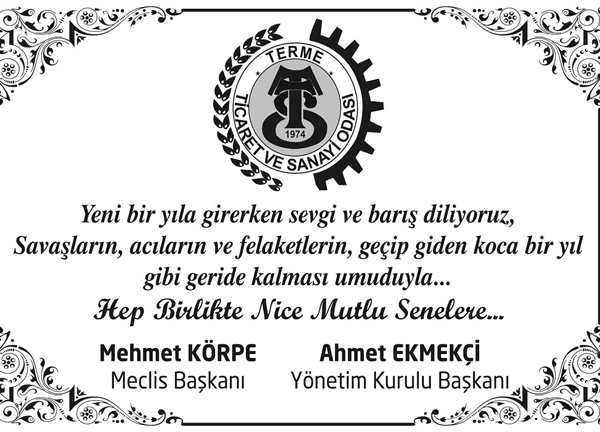 TERME
TİCARET VE SANAYİ ODASI
TSO
1974
Yeni bir yıla girerken sevgi ve barış diliyoruz,
Savaşların, acıların ve felaketlerin, geçip giden koca bir yıl
gibi geride kalması umuduyla...
Hep Birlikte Nice Mutlu Senelere...
Mehmet KÖRPE Ahmet EKMEKÇİ
Meclis Başkanı Yönetim Kurulu Başkanı